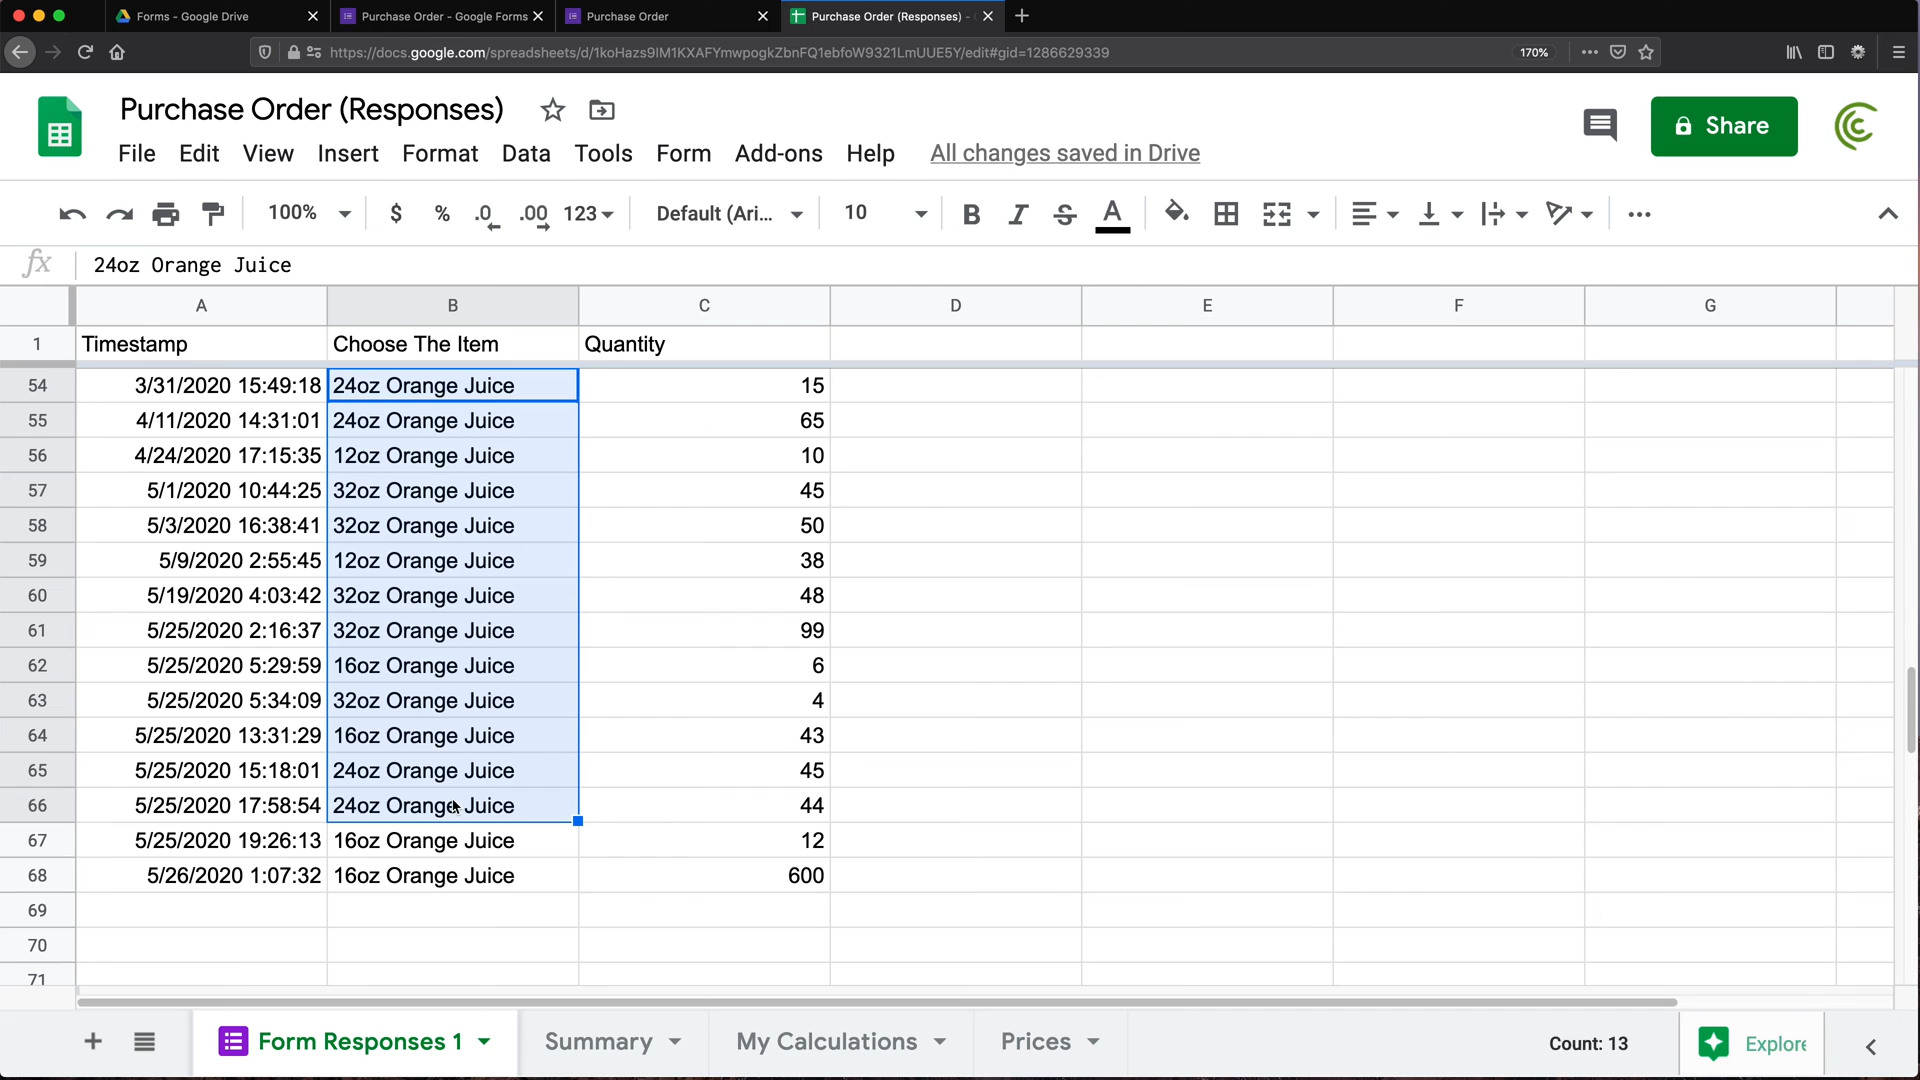 Forms - Google Drive
Purchase Order - Google Forms
Purchase Order
Purchase Order (Responses) -
https://docs.google.com/spreadsheets/d/1koHazs9IM1KXAFYmwpogkZbnFQ1ebfoW9321LmUUE5Y/edit#gid=1286629339
170%
Purchase Order (Responses)
Share
File Edit View Insert Format Data Tools Form Add-ons Help All changes saved in Drive
100% $ % .0 .00 123 Default (Ari... 10 B I S A
fx 24oz Orange Juice
A B C D E F G
1 Timestamp Choose The Item Quantity
54 3/31/2020 15:49:18 24oz Orange Juice 15
55 4/11/2020 14:31:01 24oz Orange Juice 65
56 4/24/2020 17:15:35 12oz Orange Juice 10
57 5/1/2020 10:44:25 32oz Orange Juice 45
58 5/3/2020 16:38:41 32oz Orange Juice 50
59 5/9/2020 2:55:45 12oz Orange Juice 38
60 5/19/2020 4:03:42 32oz Orange Juice 48
61 5/25/2020 2:16:37 32oz Orange Juice 99
62 5/25/2020 5:29:59 16oz Orange Juice 6
63 5/25/2020 5:34:09 32oz Orange Juice 4
64 5/25/2020 13:31:29 16oz Orange Juice 43
65 5/25/2020 15:18:01 24oz Orange Juice 45
66 5/25/2020 17:58:54 24oz Orange Juice 44
67 5/25/2020 19:26:13 16oz Orange Juice 12
68 5/26/2020 1:07:32 16oz Orange Juice 600
69
70
71
Form Responses 1 Summary My Calculations Prices Count: 13 Explore